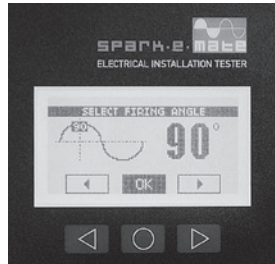 spark·e·mate
ELECTRICAL INSTALLATION TESTER
SELECT FIRING ANGLE
90
90°
OK